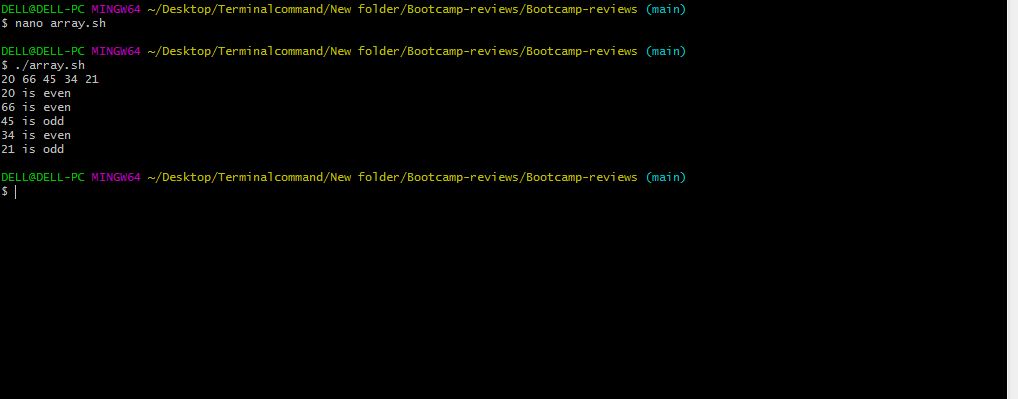 DELL@DELL-PC MINGW64 ~/Desktop/Terminalcommand/New folder/Bootcamp-reviews/Bootcamp-reviews (main)
$ nano array.sh
DELL@DELL-PC MINGW64 ~/Desktop/Terminalcommand/New folder/Bootcamp-reviews/Bootcamp-reviews (main)
$ ./array.sh
20 66 45 34 21
20 is even
66 is even
45 is odd
34 is even
21 is odd
DELL@DELL-PC MINGW64 ~/Desktop/Terminalcommand/New folder/Bootcamp-reviews/Bootcamp-reviews (main)
$